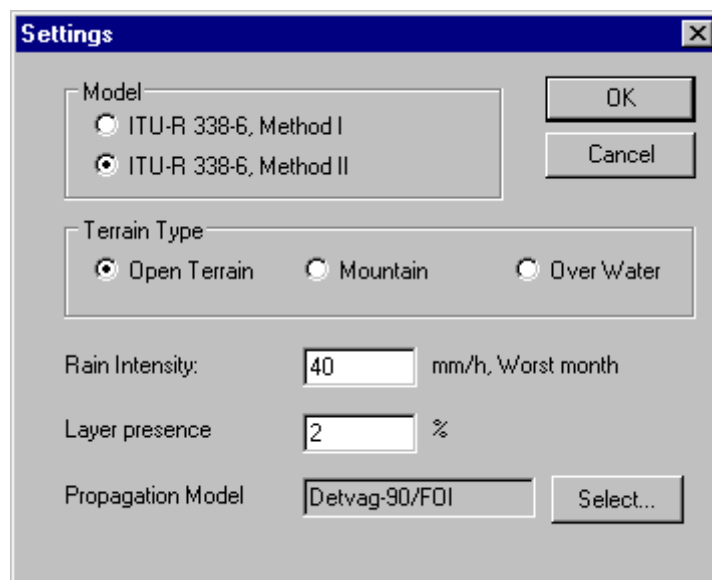 Settings
Model
OK
ITU-R 338-6, Method I
ITU-R 338-6, Method II
Cancel
Terrain Type
Open Terrain Mountain Over Water
Rain Intensity: 40 mm/h, Worst month
Layer presence 2 %
Propagation Model Detvag-90/FOI Select...